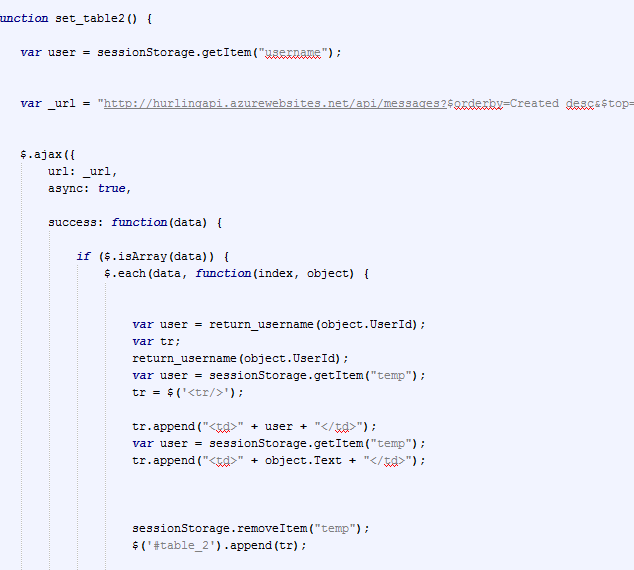 unction set_table2() {
var user = sessionStorage.getItem("username");
var _url = "http://hurlingapi.azurewebsites.net/api/messages?$orderby=Created desc&$top=
$.ajax({
url: _url,
async: true,
success: function(data) {
if ($.isArray(data)) {
$.each(data, function(index, object) {
var user = return_username(object.UserId);
var tr;
return_username(object.UserId);
var user = sessionStorage.getItem("temp");
tr = $('<tr/>');
tr.append("<td>" + user + "</td>");
var user = sessionStorage.getItem("temp");
tr.append("<td>" + object.Text + "</td>");
sessionStorage.removeItem("temp");
$('#table_2').append(tr);